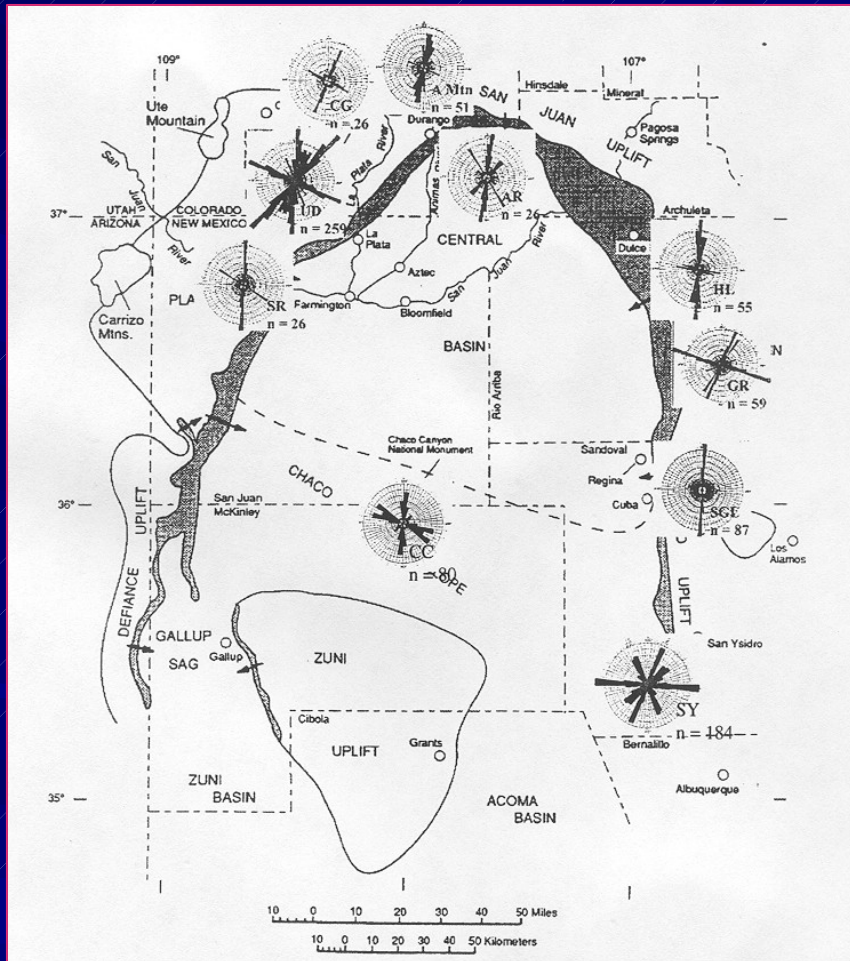 109°
107°
Hinsdale
Mineral
Ute
Mountain
CG
n = 26
A Mtn
n = 51
SAN
JUAN
UPLIFT
Durango
Pagosa
Springs
San
Juan
River
La
Plata
River
Animas
UD
n = 259
AR
n = 26
37°
UTAH
COLORADO
ARIZONA
NEW MEXICO
Archuleta
La
Plata
CENTRAL
Dulce
Aztec
San
Juan
River
PLA
SR
n = 26
Farmington
Bloomfield
HL
n = 55
Carrizo
Mtns.
BASIN
Rio Arriba
N
GR
n = 59
Chaco Canyon
National Monument
Sandoval
Regina
CHACO
36°
San Juan
McKinley
Cuba
SGE
n = 87
Los
Alamos
CC
n = 80
OPE
DEFIANCE
UPLIFT
UPLIFT
GALLUP
SAG
Gallup
ZUNI
San Ysidro
SY
n = 184
Cibola
UPLIFT
Grants
Bernalillo
ZUNI
BASIN
35°
ACOMA
BASIN
Albuquerque
10 0 10 20 30 40 50 Miles
10 0 10 20 30 40 50 Kilometers